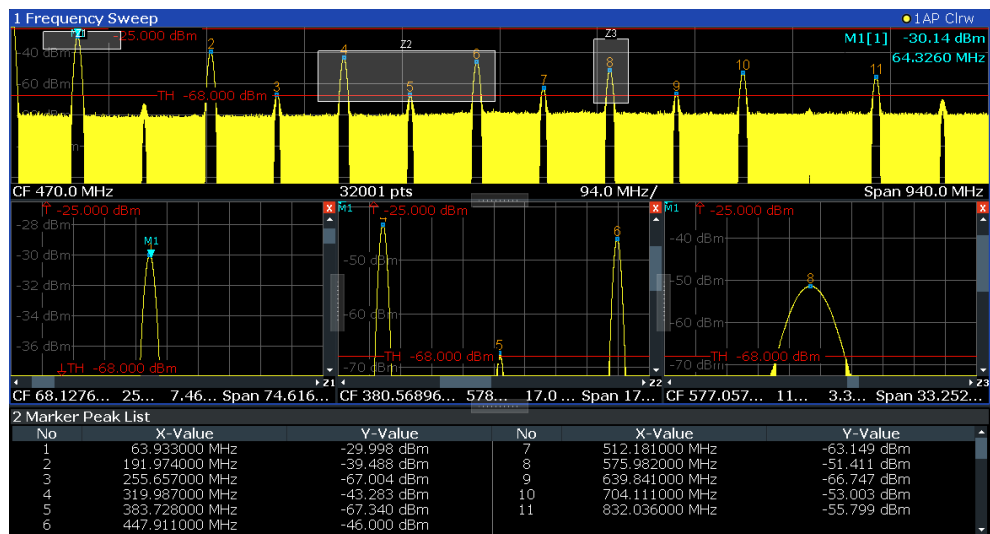 1 Frequency Sweep
1AP Clrw
M1
-25.000 dBm
M1[1] -30.14 dBm
64.3260 MHz
-40 dBm
-60 dBm
TH -68.000 dBm
2
3
4
Z2
5
6
7
Z3
8
9
10
11
CF 470.0 MHz 32001 pts 94.0 MHz/ Span 940.0 MHz
-25.000 dBm
-28 dBm
M1
-30 dBm
-32 dBm
-34 dBm
-36 dBm
TH -68.000 dBm
Z1
CF 68.1276... 25... 7.46... Span 74.616...
M1
-25.000 dBm
6
-50 dBm
-60 dBm
5
TH -68.000 dBm
-70 dBm
Z2
CF 380.56896... 578... 17.0 ... Span 17...
M1
-25.000 dBm
-40 dBm
8
-50 dBm
-60 dBm
TH -68.000 dBm
-70 dBm
Z3
CF 577.057... 11... 3.3... Span 33.252...
2 Marker Peak List
No X-Value Y-Value No X-Value Y-Value
1 63.933000 MHz -29.998 dBm 7 512.181000 MHz -63.149 dBm
2 191.974000 MHz -39.488 dBm 8 575.982000 MHz -51.411 dBm
3 255.657000 MHz -67.004 dBm 9 639.841000 MHz -66.747 dBm
4 319.987000 MHz -43.283 dBm 10 704.111000 MHz -53.003 dBm
5 383.728000 MHz -67.340 dBm 11 832.036000 MHz -55.799 dBm
6 447.911000 MHz -46.000 dBm